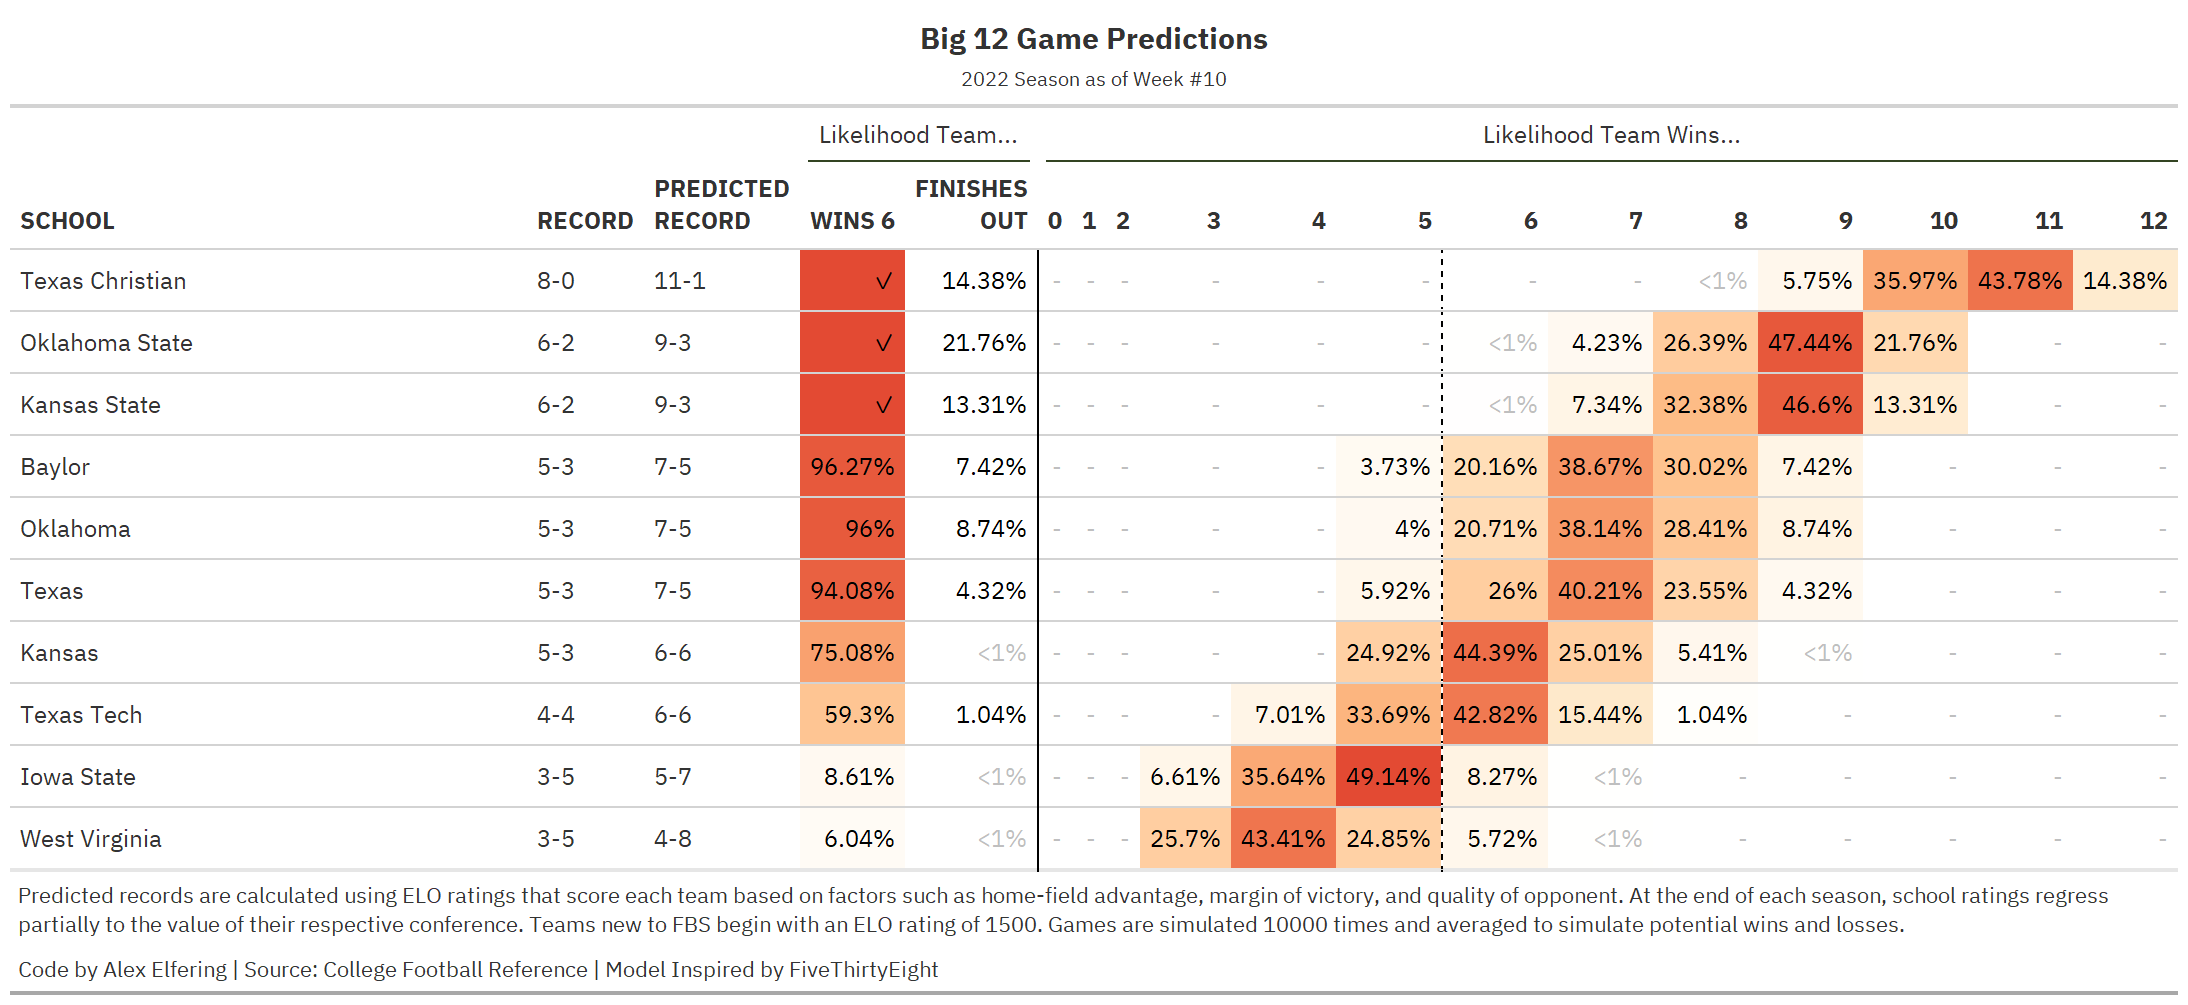 Big 12 Game Predictions
2022 Season as of Week #10
Likelihood Team... Likelihood Team Wins...
SCHOOL RECORD PREDICTED RECORD WINS 6 FINISHES OUT 0 1 2 3 4 5 6 7 8 9 10 11 12
Texas Christian 8-0 11-1 ✓ 14.38% - - - - - - - - <1% 5.75% 35.97% 43.78% 14.38%
Oklahoma State 6-2 9-3 ✓ 21.76% - - - - - - <1% 4.23% 26.39% 47.44% 21.76% - -
Kansas State 6-2 9-3 ✓ 13.31% - - - - - - <1% 7.34% 32.38% 46.6% 13.31% - -
Baylor 5-3 7-5 96.27% 7.42% - - - - - 3.73% 20.16% 38.67% 30.02% 7.42% - - -
Oklahoma 5-3 7-5 96% 8.74% - - - - - 4% 20.71% 38.14% 28.41% 8.74% - - -
Texas 5-3 7-5 94.08% 4.32% - - - - - 5.92% 26% 40.21% 23.55% 4.32% - - -
Kansas 5-3 6-6 75.08% <1% - - - - - 24.92% 44.39% 25.01% 5.41% <1% - - -
Texas Tech 4-4 6-6 59.3% 1.04% - - - - 7.01% 33.69% 42.82% 15.44% 1.04% - - - -
Iowa State 3-5 5-7 8.61% <1% - - - 6.61% 35.64% 49.14% 8.27% <1% - - - - -
West Virginia 3-5 4-8 6.04% <1% - - - 25.7% 43.41% 24.85% 5.72% <1% - - - - -
Predicted records are calculated using ELO ratings that score each team based on factors such as home-field advantage, margin of victory, and quality of opponent. At the end of each season, school ratings regress
partially to the value of their respective conference. Teams new to FBS begin with an ELO rating of 1500. Games are simulated 10000 times and averaged to simulate potential wins and losses.
Code by Alex Elfering | Source: College Football Reference | Model Inspired by FiveThirtyEight